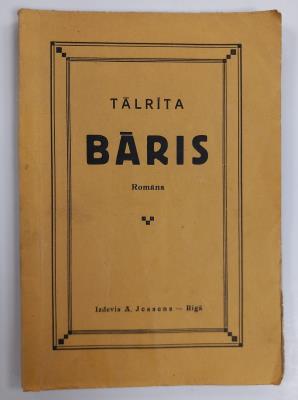 TĀLRĪTA
BĀRIS
Romāns
Izdevis A. Jessens — Rīgā